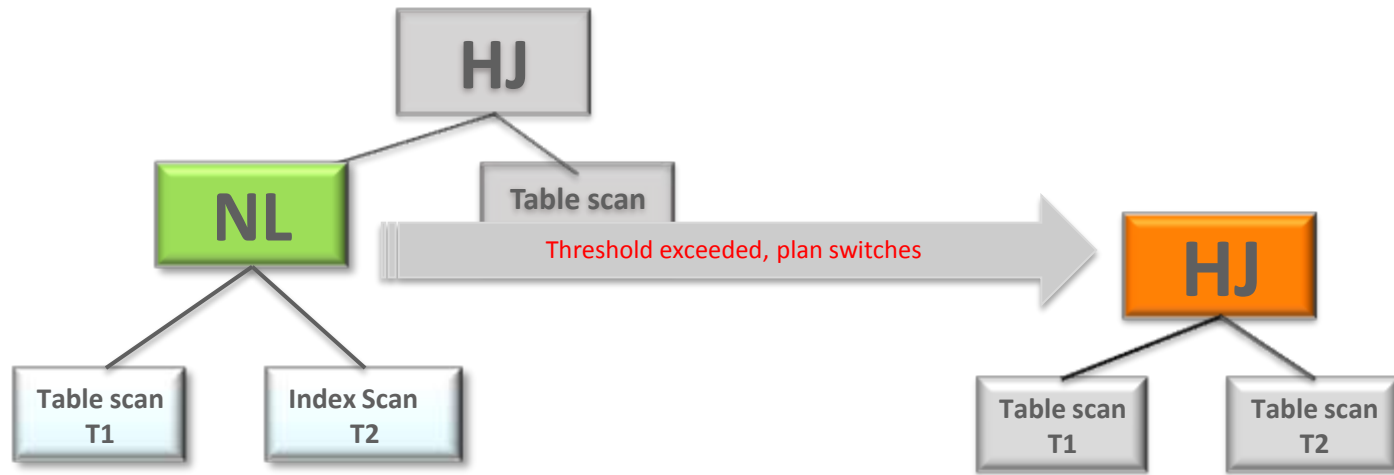 HJ
NL
Table scan
Threshold exceeded, plan switches
HJ
Table scan
T1
Index Scan
T2
Table scan
T1
Table scan
T2